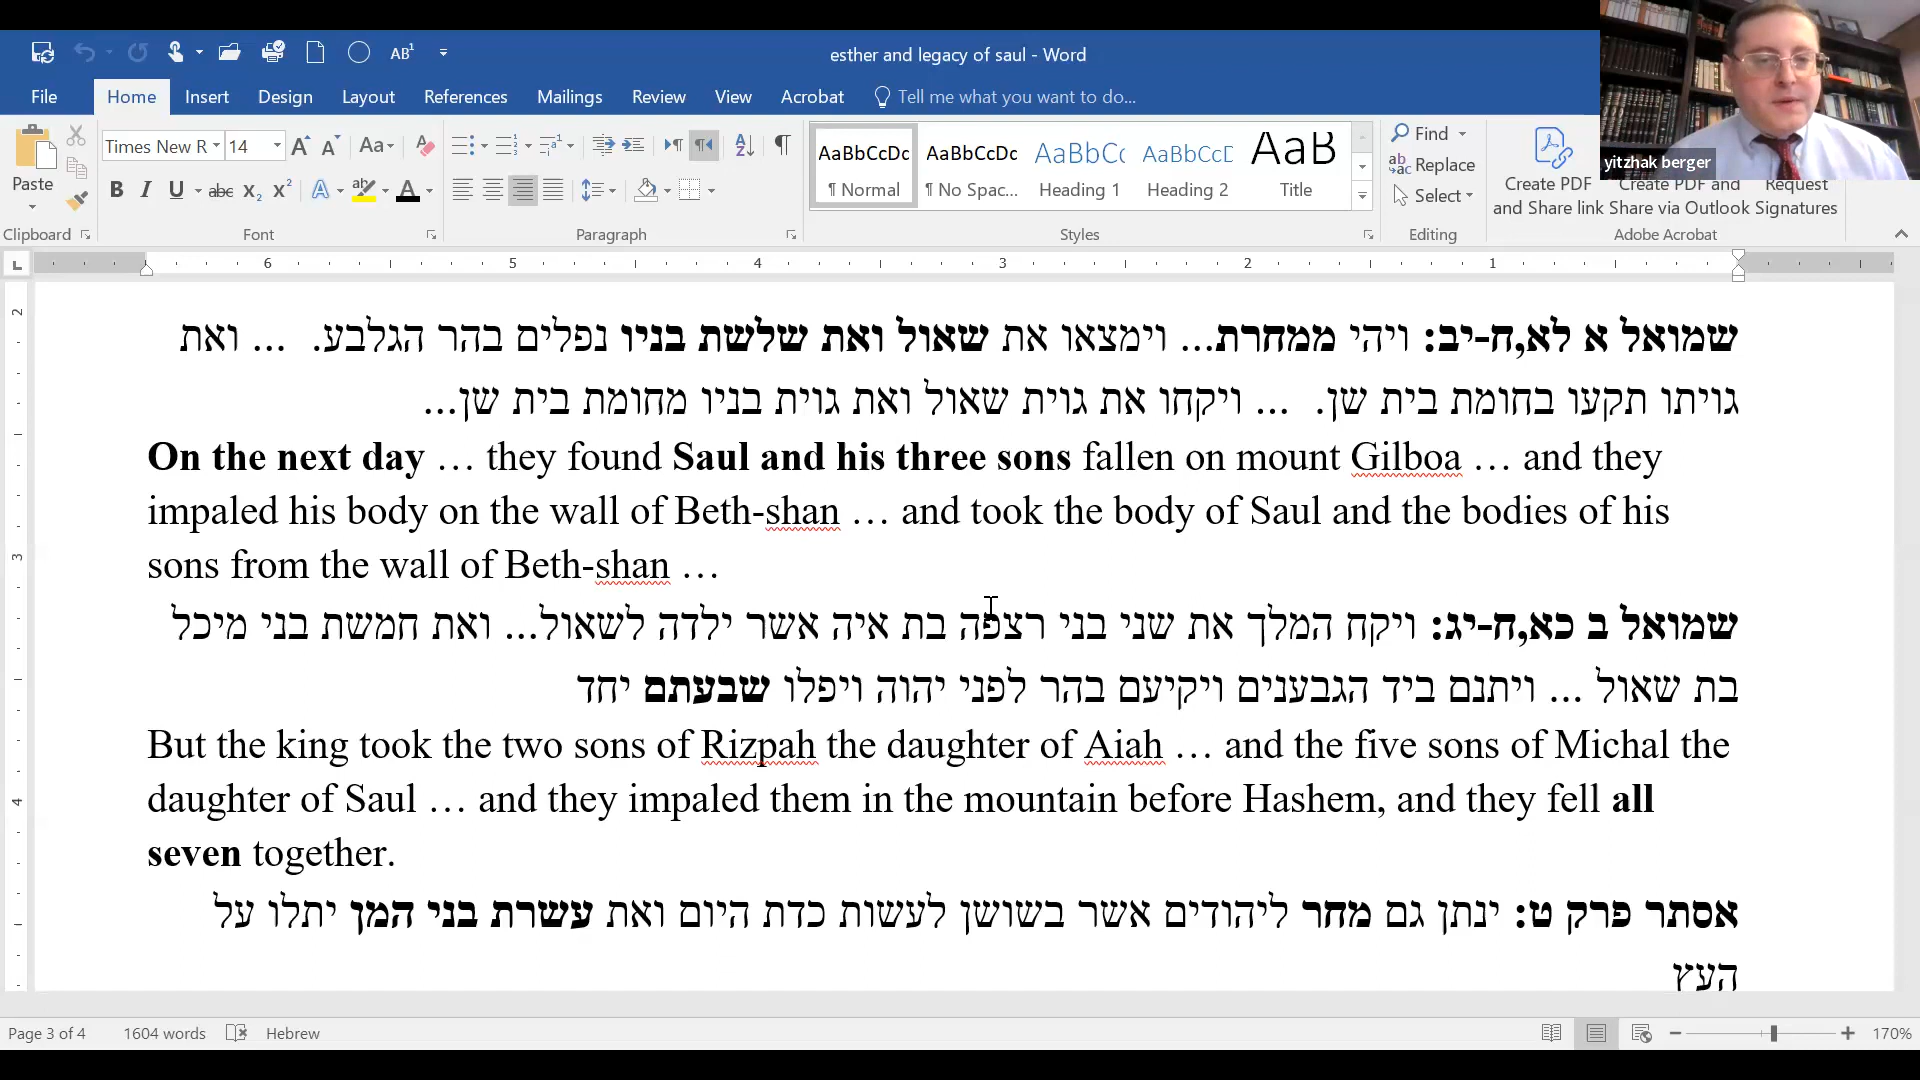 esther and legacy of saul - Word
File Home Insert Design Layout References Mailings Review View Acrobat Tell me what you want to do...
yitzhak berger
Paste
Times New R 14
AaBbCcDc AaBbCcDc AaBbCc AaBbCcD AaB
¶ Normal ¶ No Spac... Heading 1 Heading 2 Title
Find
Replace
Select
Create PDF and Share link
Create PDF and Share via Outlook
Request Signatures
Clipboard Font Paragraph Styles Editing Adobe Acrobat
6 5 4 3 2 1
שמואל א לא,ח-יב: ויהי ממחרת... וימצאו את שאול ואת שלשת בניו נפלים בהר הגלבע. ... ואת
גויתו תקעו בחומת בית שן. ... ויקחו את גוית שאול ואת גוית בניו מחומת בית שן...
On the next day … they found Saul and his three sons fallen on mount Gilboa … and they
impaled his body on the wall of Beth-shan … and took the body of Saul and the bodies of his
sons from the wall of Beth-shan …
שמואל ב כא,ח-יג: ויקח המלך את שני בני רצפה בת איה אשר ילדה לשאול... ואת חמשת בני מיכל
בת שאול ... ויתנם ביד הגבענים ויקיעם בהר לפני יהוה ויפלו שבעתם יחד
But the king took the two sons of Rizpah the daughter of Aiah … and the five sons of Michal the
daughter of Saul … and they impaled them in the mountain before Hashem, and they fell all
seven together.
אסתר פרק ט: ינתן גם מחר ליהודים אשר בשושן לעשות כדת היום ואת עשרת בני המן יתלו על
העץ
Page 3 of 4 1604 words Hebrew 170%